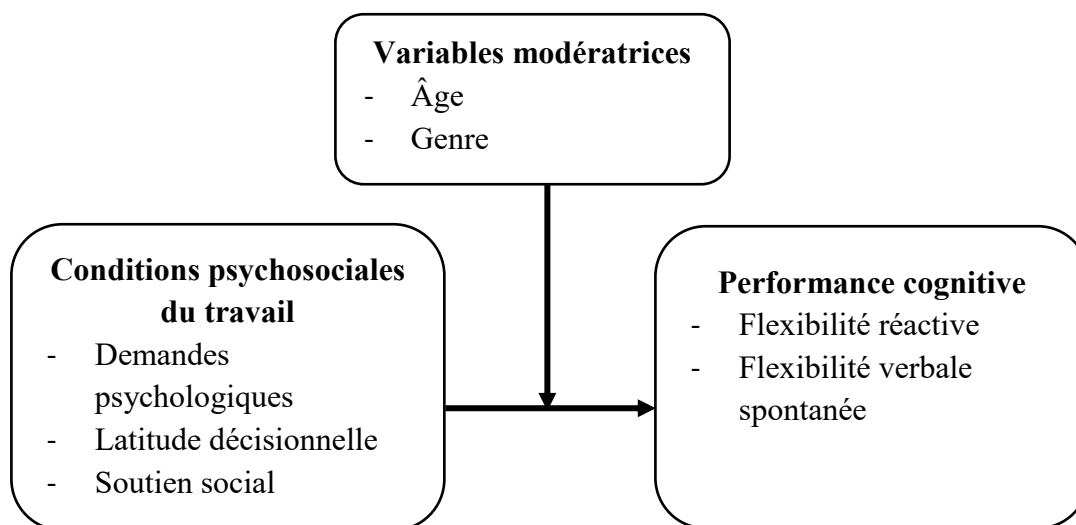 Variables modératrices
- Âge
- Genre
Conditions psychosociales
du travail
- Demandes
psychologiques
- Latitude décisionnelle
- Soutien social
Performance cognitive
- Flexibilité réactive
- Flexibilité verbale
spontanée